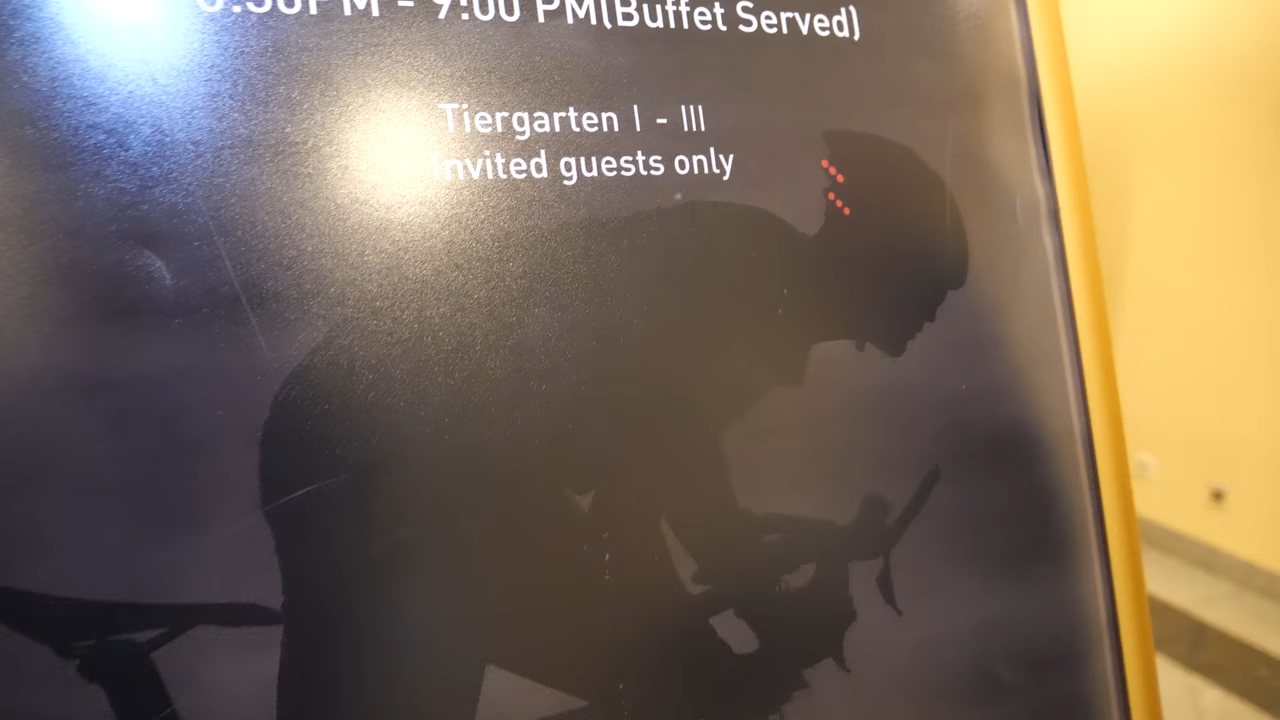 - 9:00 PM(Buffet Served)
Tiergarten I - III
Invited guests only